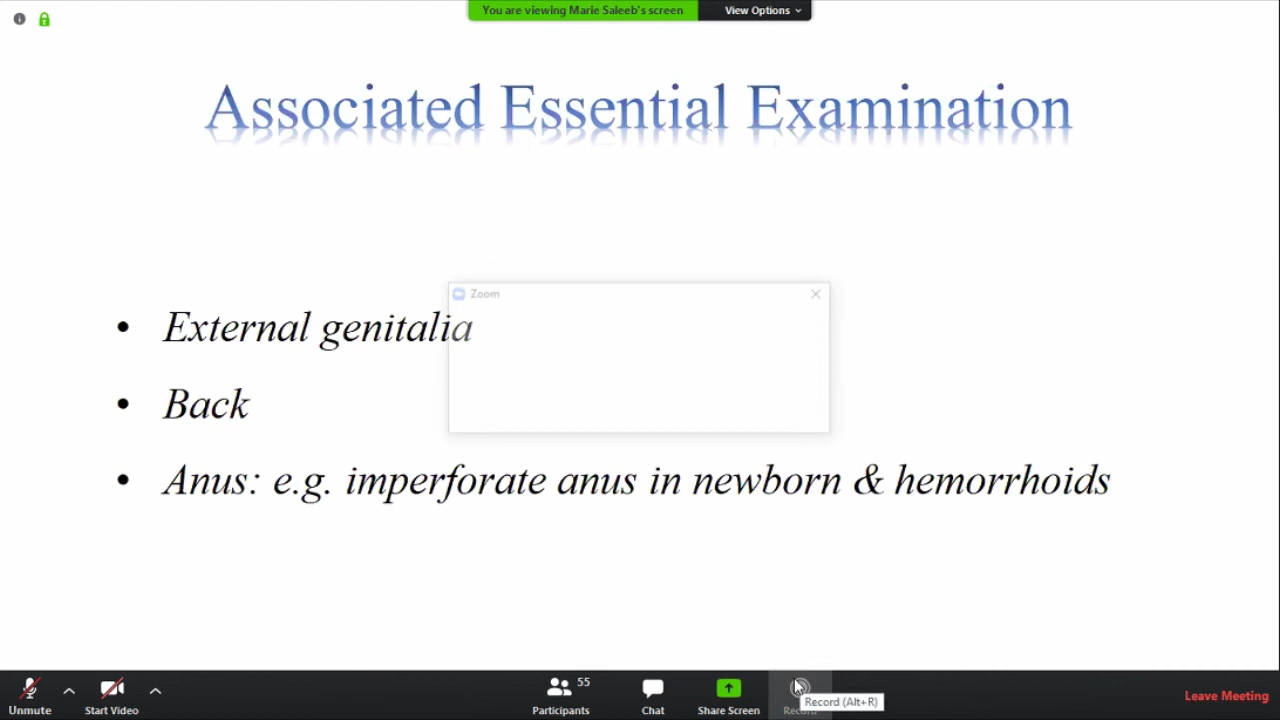 You are viewing Marie Saleeb's screen View Options
Associated Essential Examination
Zoom
• External genitalia
• Back
• Anus: e.g. imperforate anus in newborn & hemorrhoids
55
Unmute Start Video Participants Chat Share Screen Record Leave Meeting
Record (Alt+R)